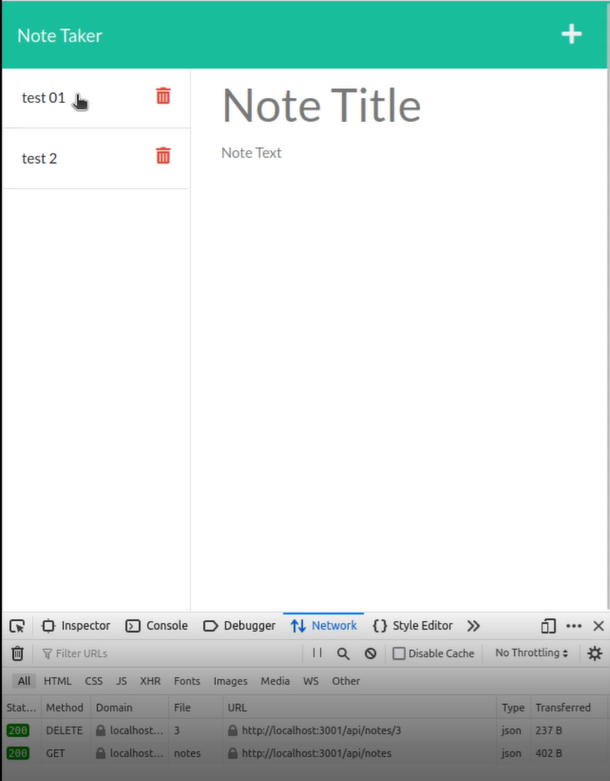 Note Taker
test 01
test 2
Note Title
Note Text
Inspector Console Debugger Network {} Style Editor
Filter URLs Disable Cache No Throttling
All HTML CSS JS XHR Fonts Images Media WS Other
Stat... Method Domain File URL Type Transferred
200 DELETE localhost... 3 http://localhost:3001/api/notes/3 json 237 B
200 GET localhost... notes http://localhost:3001/api/notes json 402 B